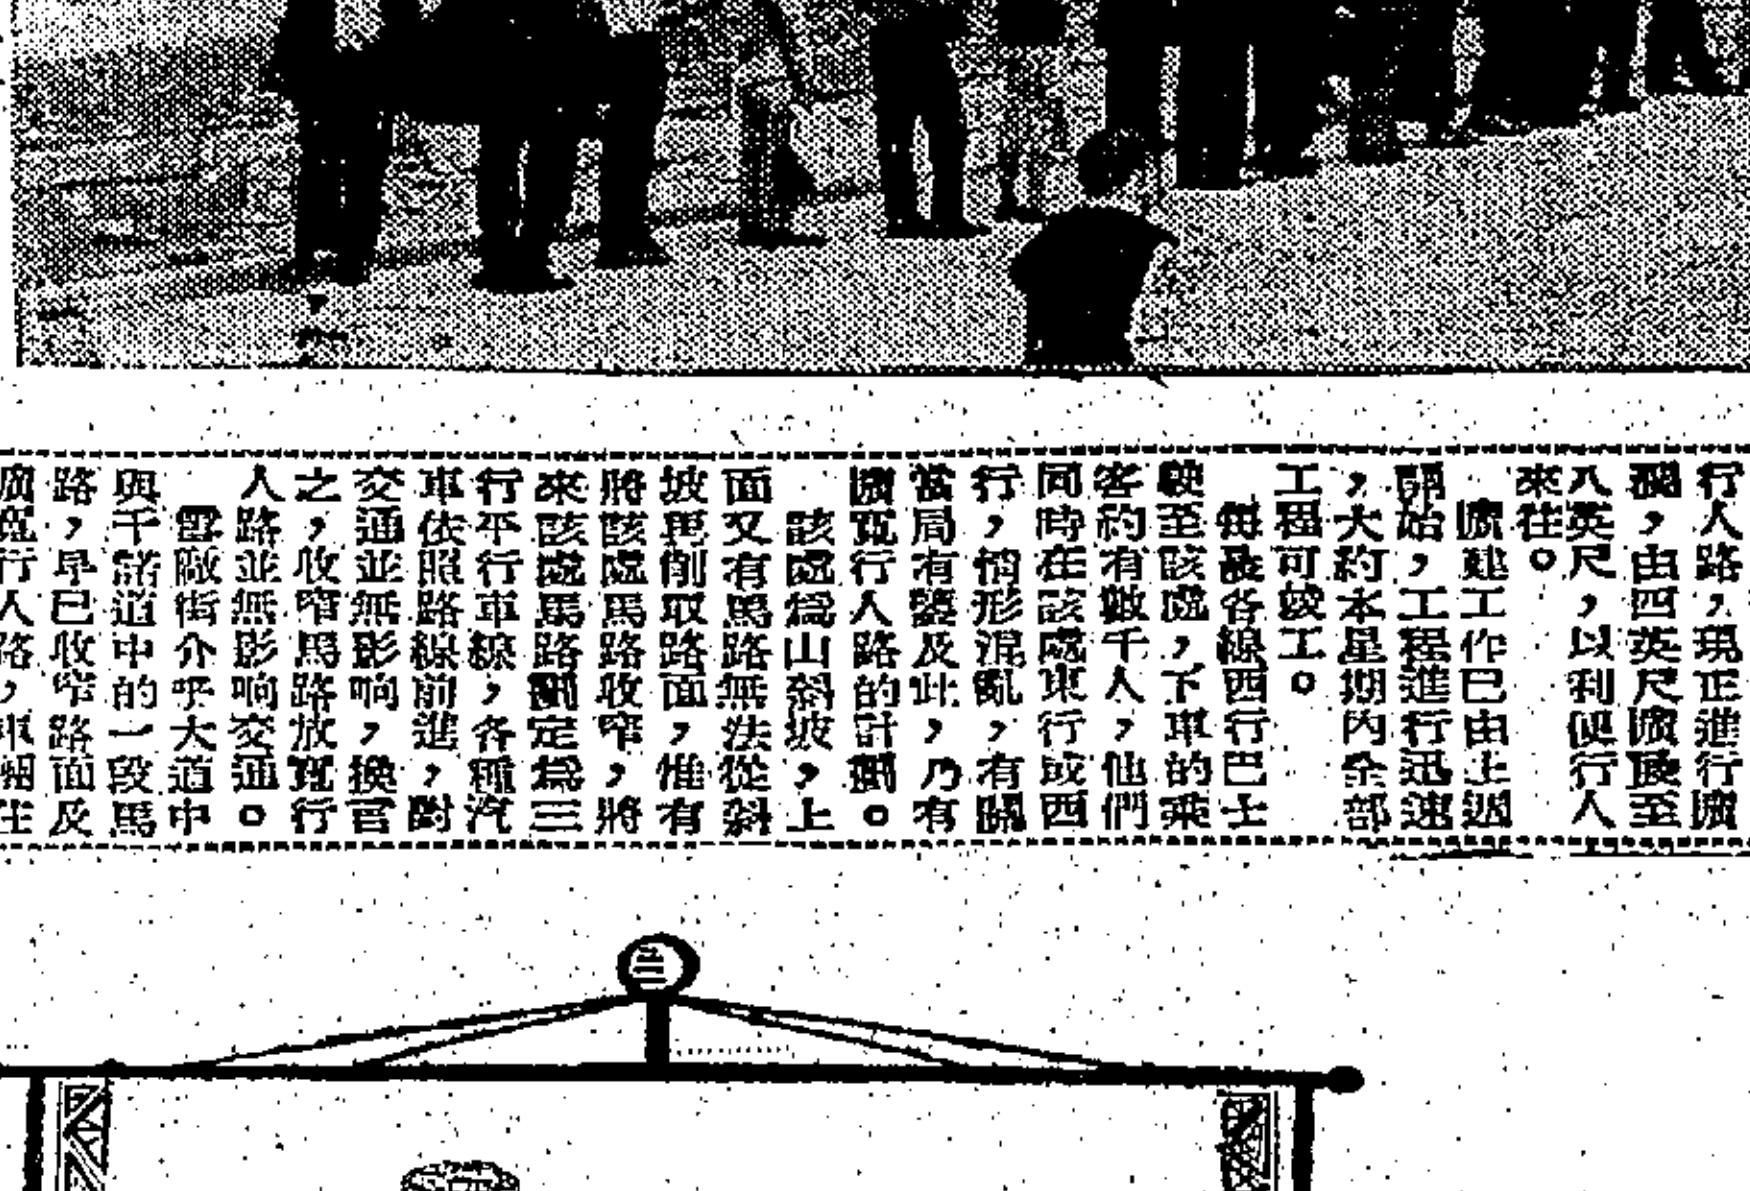 行人路，現正進行擴
闊，由四英尺擴展至
八英尺，以利便行人
來往。
擴建工作已由上週
開始，工程進行迅速
，大約本星期內全部
工程可竣工。
每晨各線西行巴士
駛至該處，下車的乘
客約有數千人，他們
同時在該處東行或西
行，情形混亂，有關
當局有鑒及此，乃有
擴寬行人路的計劃。
該處為山斜坡，上
面又有馬路無法從斜
坡再削取路面，惟有
將該處馬路收窄，將
來該處馬路劃定為三
行平行車線，各種汽
車依照路線前進，對
交通並無影响，換言
之，收窄馬路放寬行
人路並無影响交通。
雪廠街介乎大道中
與干諾道中的一段馬
路，早已收窄路面及
廣寬行人路，車輛往